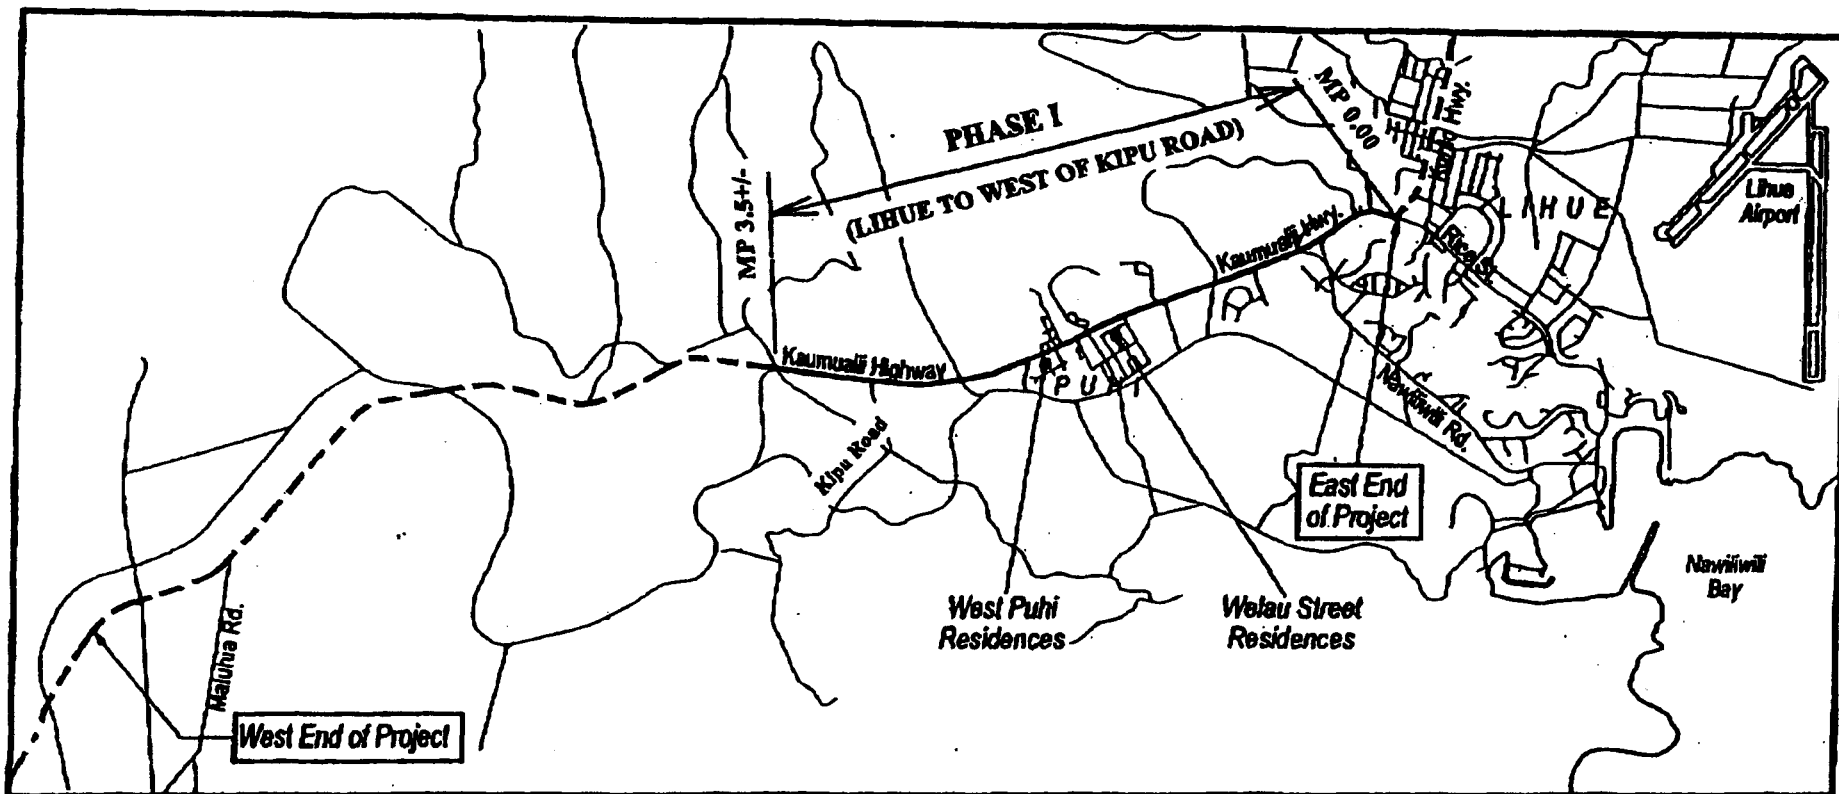 PHASE I
(LIHUE TO WEST OF KIPU ROAD)
MP 0.00
MP 3.5+/-
Hwy.
LIHUE
Lihue
Airport
Rice St.
Kaumualii Hwy.
Kaumualii Highway
PUHI
Nawiliwili Rd.
Kipu Road
East End
of Project
West Puhi
Residences
Welau Street
Residences
Nawiliwili
Bay
Maluhia Rd.
West End of Project